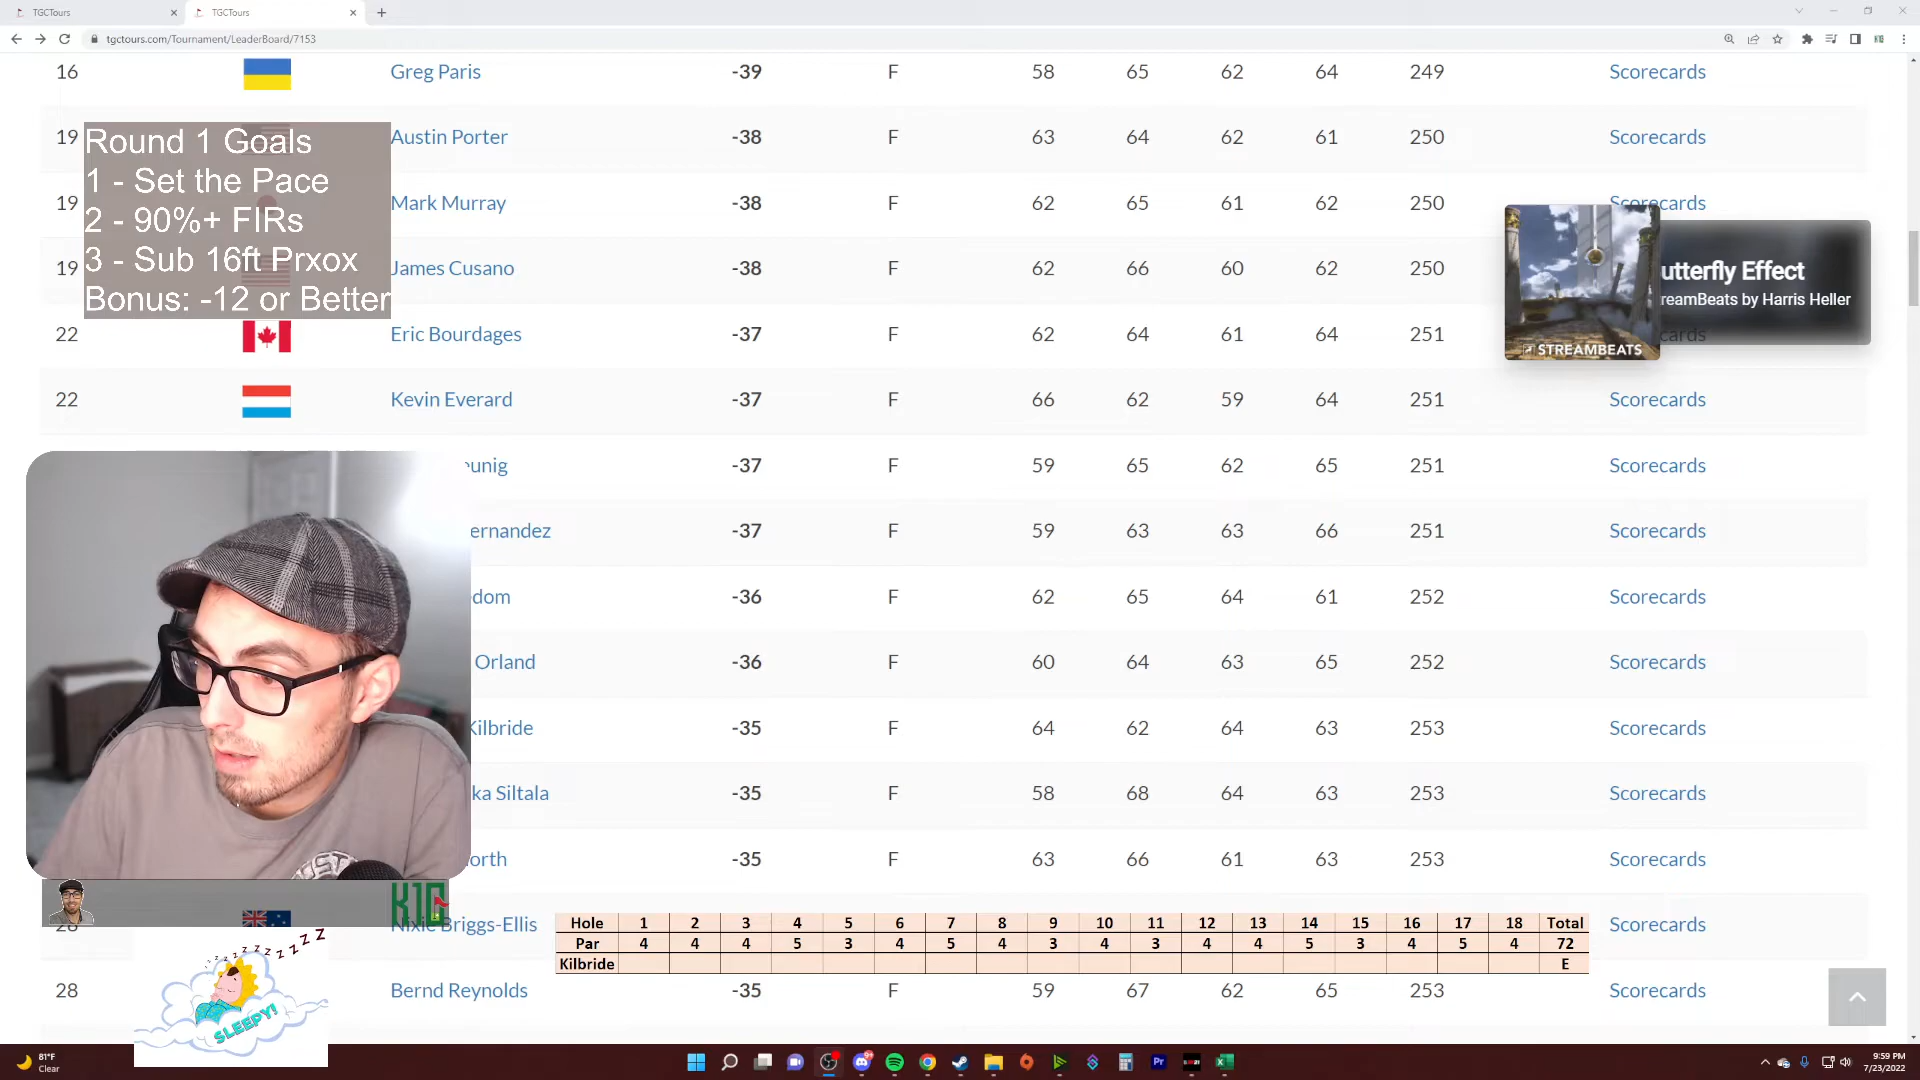 TGCTours
TGCTours
tgctours.com/Tournament/LeaderBoard/7153
16 Greg Paris -39 F 58 65 62 64 249 Scorecards
19 Austin Porter -38 F 63 64 62 61 250 Scorecards
19 Mark Murray -38 F 62 65 61 62 250 Scorecards
19 James Cusano -38 F 62 66 60 62 250
22 Eric Bourdages -37 F 62 64 61 64 251
22 Kevin Everard -37 F 66 62 59 64 251 Scorecards
unig -37 F 59 65 62 65 251 Scorecards
ernandez -37 F 59 63 63 66 251 Scorecards
edom -36 F 62 65 64 61 252 Scorecards
Orland -36 F 60 64 63 65 252 Scorecards
Kilbride -35 F 64 62 64 63 253 Scorecards
ka Siltala -35 F 58 68 64 63 253 Scorecards
orth -35 F 63 66 61 63 253 Scorecards
28 Nixie Briggs-Ellis Scorecards
28 Bernd Reynolds -35 F 59 67 62 65 253 Scorecards
Round 1 Goals
1 - Set the Pace
2 - 90%+ FIRs
3 - Sub 16ft Prxox
Bonus: -12 or Better
utterfly Effect
reamBeats by Harris Heller
STREAMBEATS
K1G
Hole 1 2 3 4 5 6 7 8 9 10 11 12 13 14 15 16 17 18 Total
Par 4 4 4 5 3 4 5 4 3 4 3 4 4 5 3 4 5 4 72
Kilbride E
z z z z z z z z z z
SLEEPY!
81°F
Clear
9:59 PM
7/23/2022